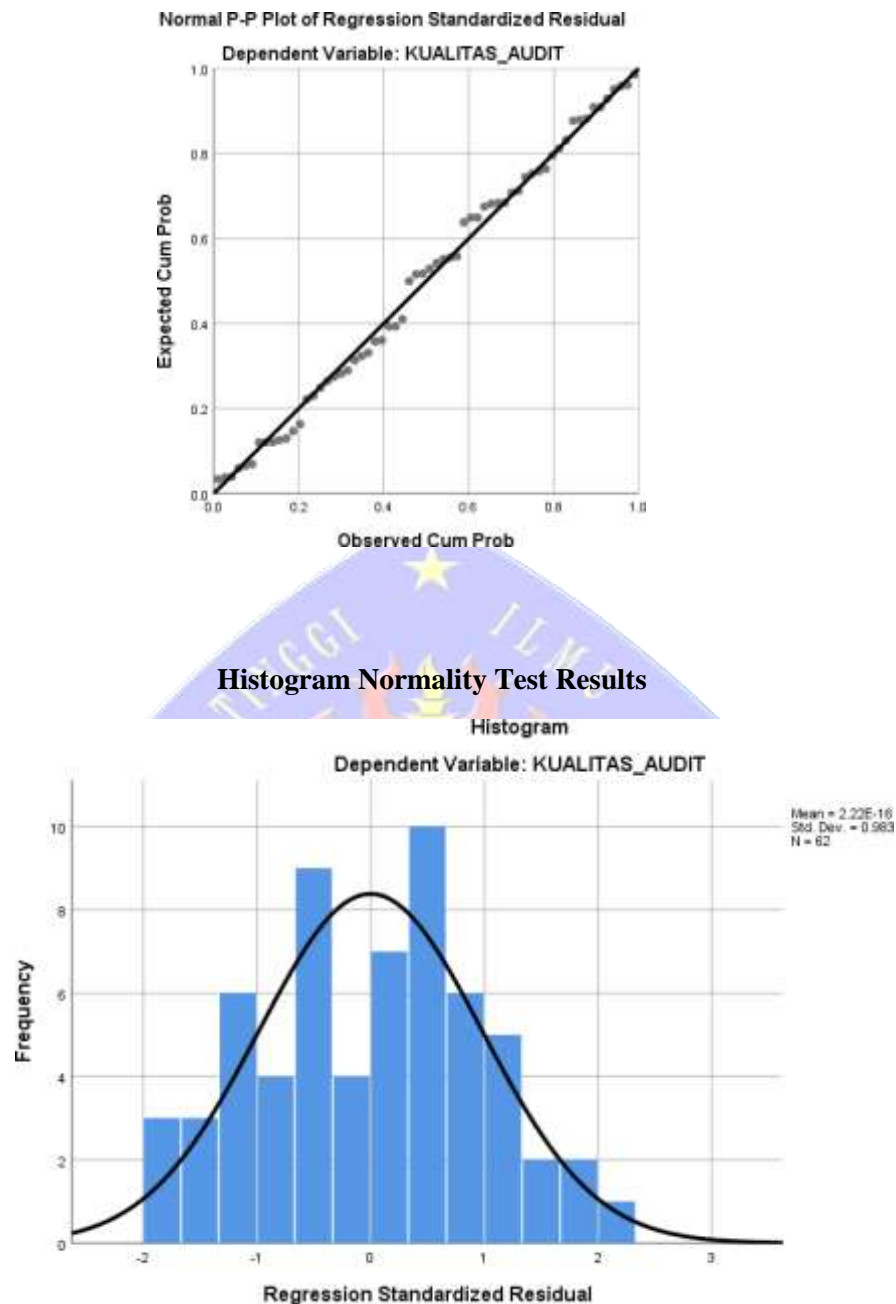 Normal P-P Plot of Regression Standardized Residual
Dependent Variable: KUALITAS_AUDIT
Expected Cum Prob
1.0
0.8
0.6
0.4
0.2
0.0
0.0 0.2 0.4 0.6 0.8 1.0
Observed Cum Prob
TINGGI ILMU
Histogram Normality Test Results
Histogram
Dependent Variable: KUALITAS_AUDIT
Mean = 2.22E-16
Std. Dev. = 0.983
N = 62
Frequency
10
8
6
4
2
0
-2 -1 0 1 2 3
Regression Standardized Residual